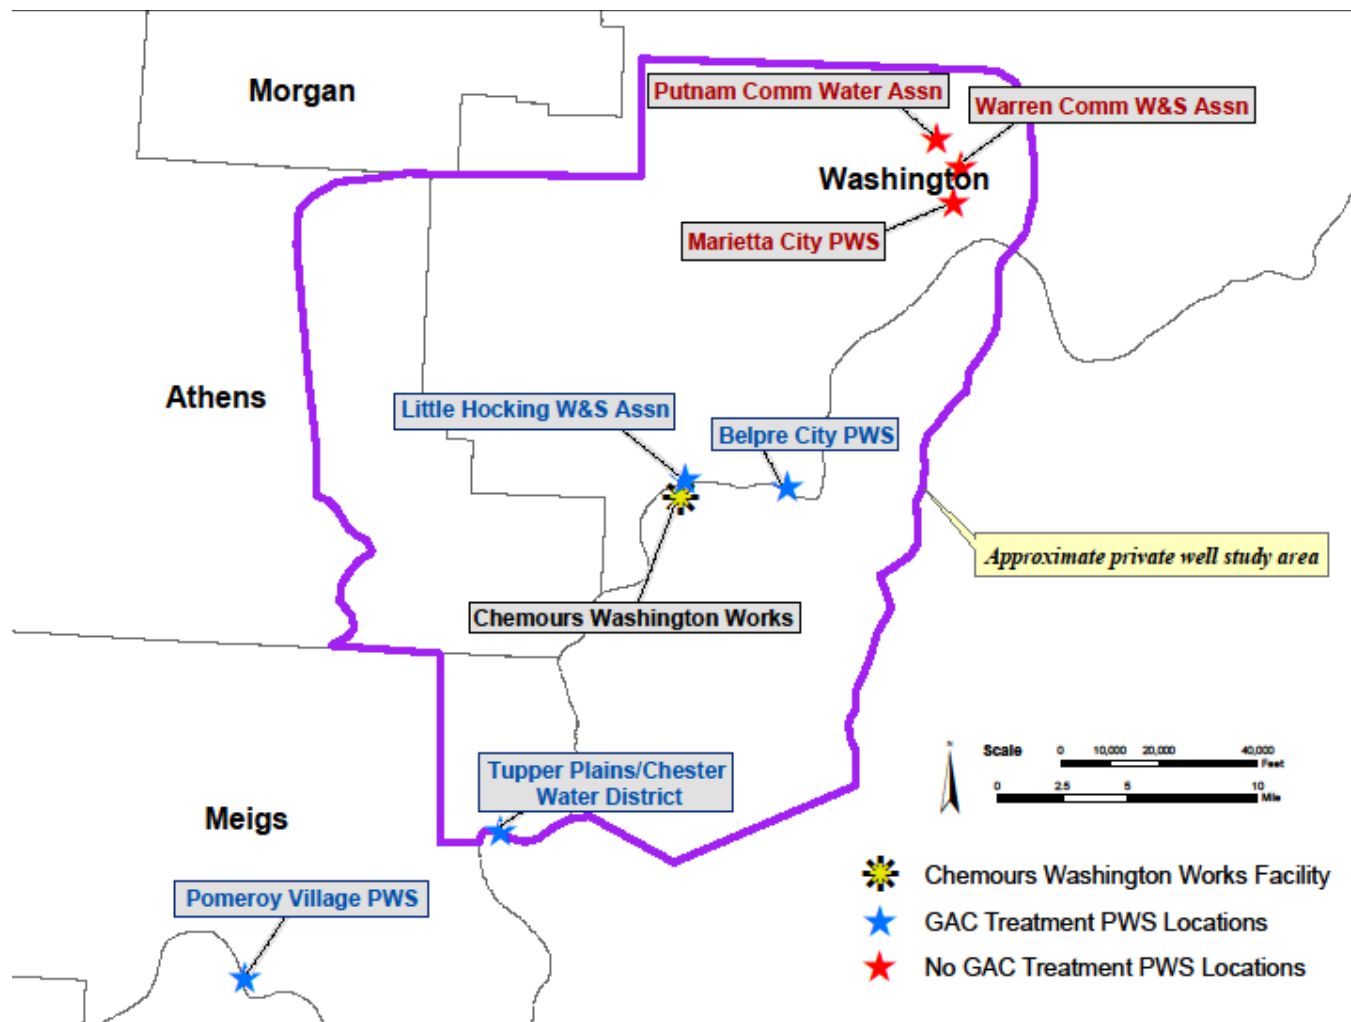 Morgan
Putnam Comm Water Assn
Warren Comm W&S Assn
Washington
Marietta City PWS
Athens
Little Hocking W&S Assn
Belpre City PWS
Approximate private well study area
Chemours Washington Works
N
Scale
0 10,000 20,000 40,000
Feet
0 2.5 5 10
Mile
Tupper Plains/Chester
Water District
Meigs
Pomeroy Village PWS
Chemours Washington Works Facility
GAC Treatment PWS Locations
No GAC Treatment PWS Locations